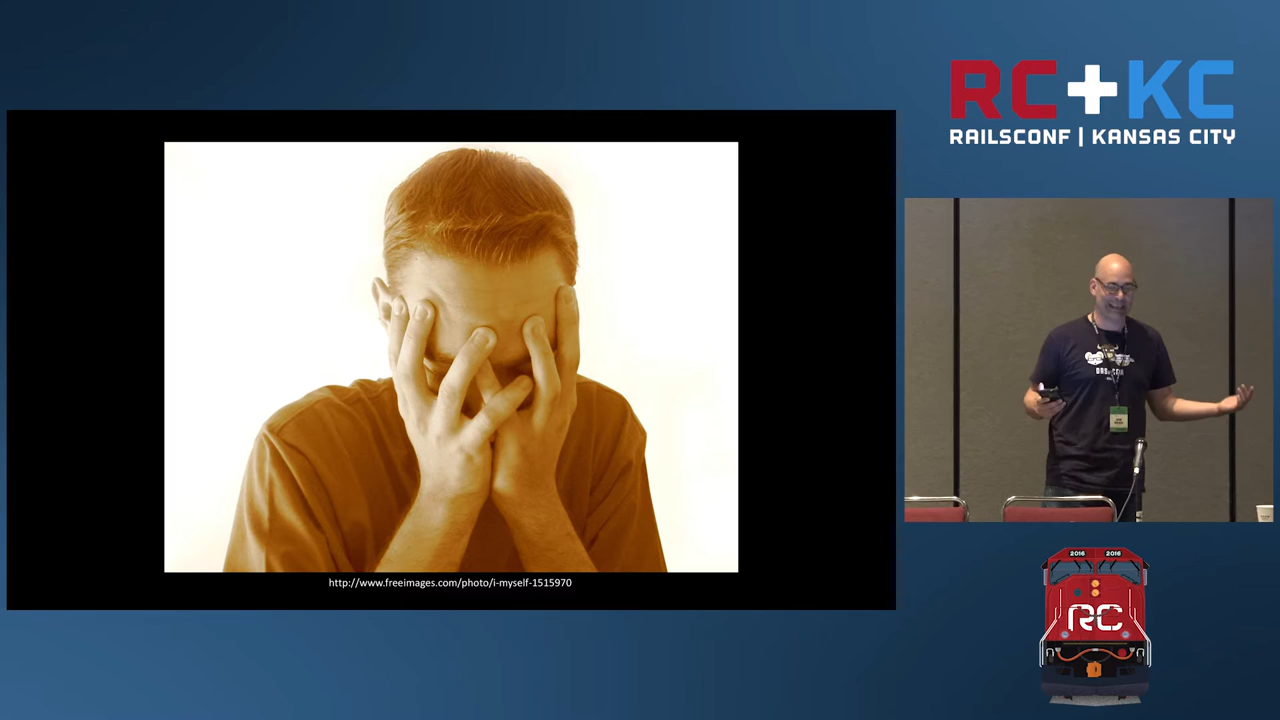 RC+KC
RAILSCONF | KANSAS CITY
http://www.freeimages.com/photo/i-myself-1515970
2016 2016
RC